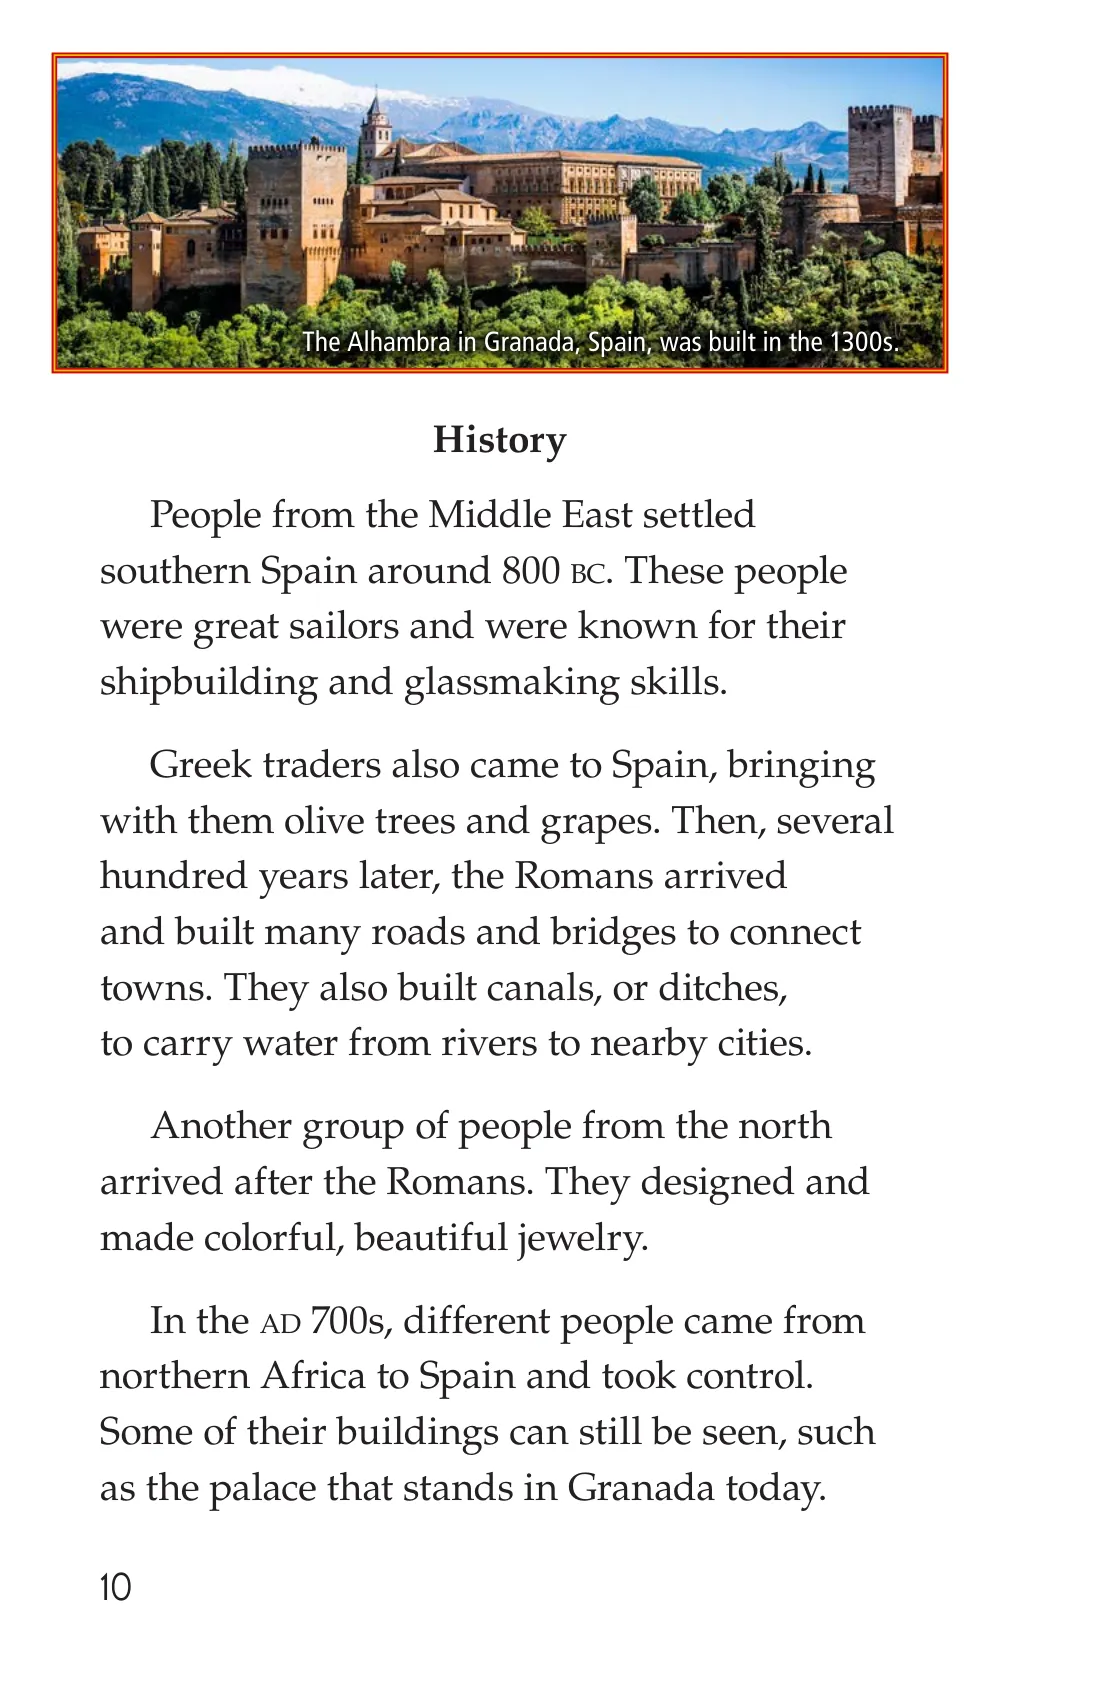 The Alhambra in Granada, Spain, was built in the 1300s.
History
People from the Middle East settled
southern Spain around 800 BC. These people
were great sailors and were known for their
shipbuilding and glassmaking skills.
Greek traders also came to Spain, bringing
with them olive trees and grapes. Then, several
hundred years later, the Romans arrived
and built many roads and bridges to connect
towns. They also built canals, or ditches,
to carry water from rivers to nearby cities.
Another group of people from the north
arrived after the Romans. They designed and
made colorful, beautiful jewelry.
In the AD 700s, different people came from
northern Africa to Spain and took control.
Some of their buildings can still be seen, such
as the palace that stands in Granada today.
10